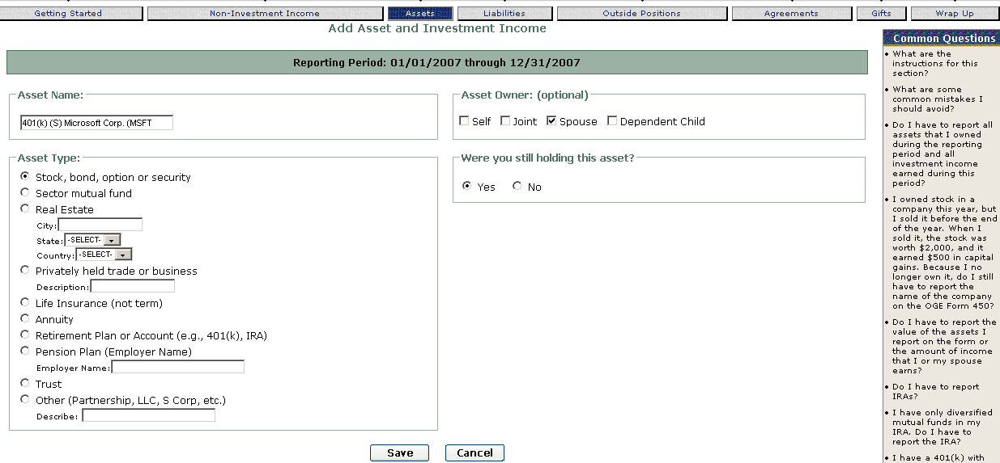 Getting Started
Non-Investment Income
Assets
Liabilities
Outside Positions
Agreements
Gifts
Wrap Up
Add Asset and Investment Income
Reporting Period: 01/01/2007 through 12/31/2007
Asset Name:
401(k) (S) Microsoft Corp. (MSFT
Asset Owner: (optional)
Self
Joint
Spouse
Dependent Child
Asset Type:
Stock, bond, option or security
Sector mutual fund
Real Estate
City:
State: -SELECT-
Country: -SELECT-
Privately held trade or business
Description:
Life Insurance (not term)
Annuity
Retirement Plan or Account (e.g., 401(k), IRA)
Pension Plan (Employer Name)
Employer Name:
Trust
Other (Partnership, LLC, S Corp, etc.)
Describe:
Were you still holding this asset?
Yes
No
Save
Cancel
Common Questions
• What are the
instructions for this
section?
• What are some
common mistakes I
should avoid?
• Do I have to report all
assets that I owned
during the reporting
period and all
investment income
earned during this
period?
• I owned stock in a
company this year, but
I sold it before the end
of the year. When I
sold it, the stock was
worth $2,000, and it
earned $500 in capital
gains. Because I no
longer own it, do I still
have to report the
name of the company
on the OGE Form 450?
• Do I have to report the
value of the assets I
report on the form or
the amount of income
that I or my spouse
earns?
• Do I have to report
IRAs?
• I have only diversified
mutual funds in my
IRA. Do I have to
report the IRA?
• I have a 401(k) with